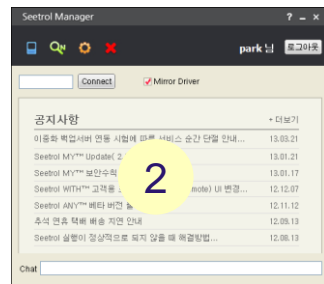 Seetrol Manager
park 님 로그아웃
Connect Mirror Driver
공지사항 + 더보기
이중화 백업서버 연동 시험에 따른 서비스 순간 단절 안내... 13.03.21
Seetrol MY™ Update( 2. 13.01.21
Seetrol MY™ 보안수칙 13.01.17
Seetrol WITH™ 고객용 mote) UI 변경... 12.12.07
Seetrol ANY™ 베타 버전 12.11.12
추석 연휴 택배 배송 지연 안내 12.09.13
Seetrol 실행이 정상적으로 되지 않을 때 해결방법... 12.08.13
2
Chat